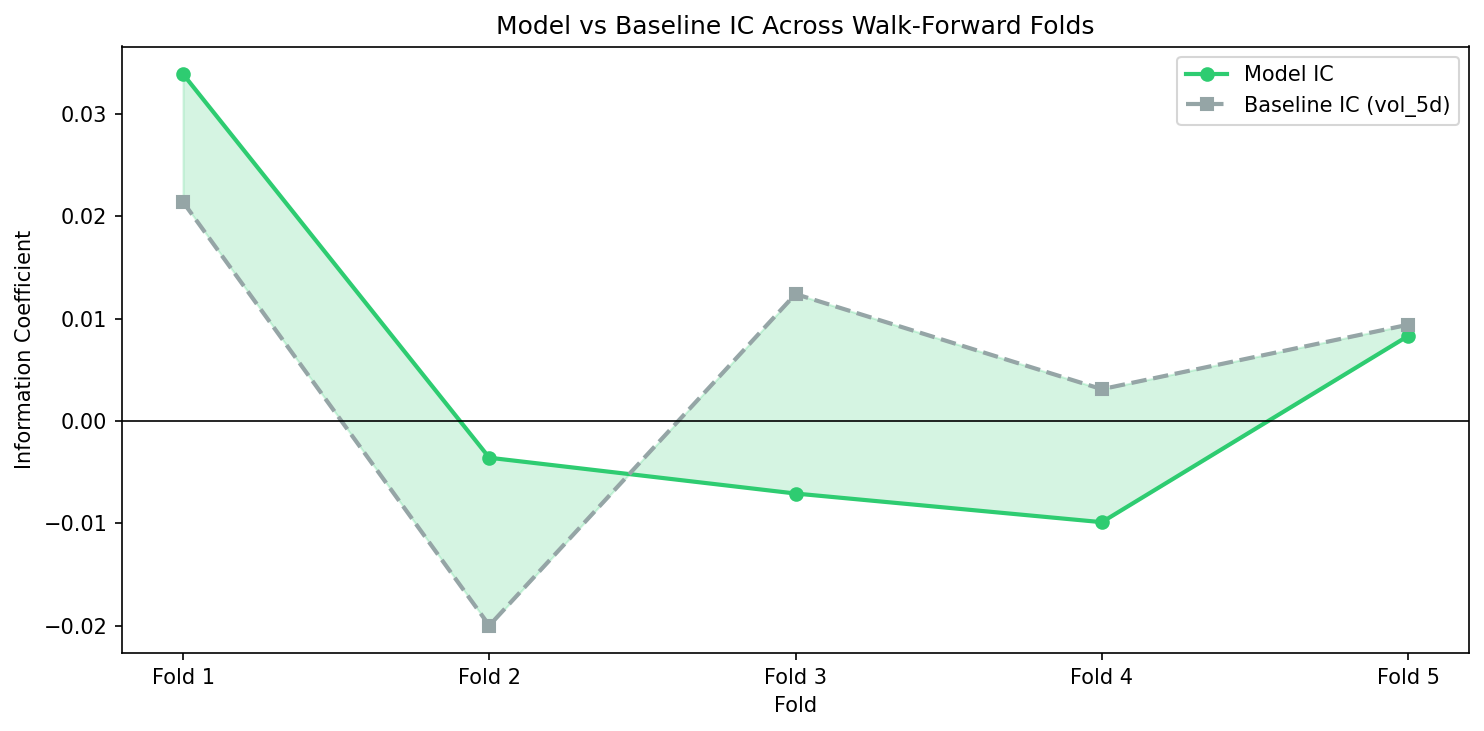 Model vs Baseline IC Across Walk-Forward Folds
Model IC
Baseline IC (vol_5d)
Information Coefficient
0.03
0.02
0.01
0.00
−0.01
−0.02
Fold 1 Fold 2 Fold 3 Fold 4 Fold 5
Fold